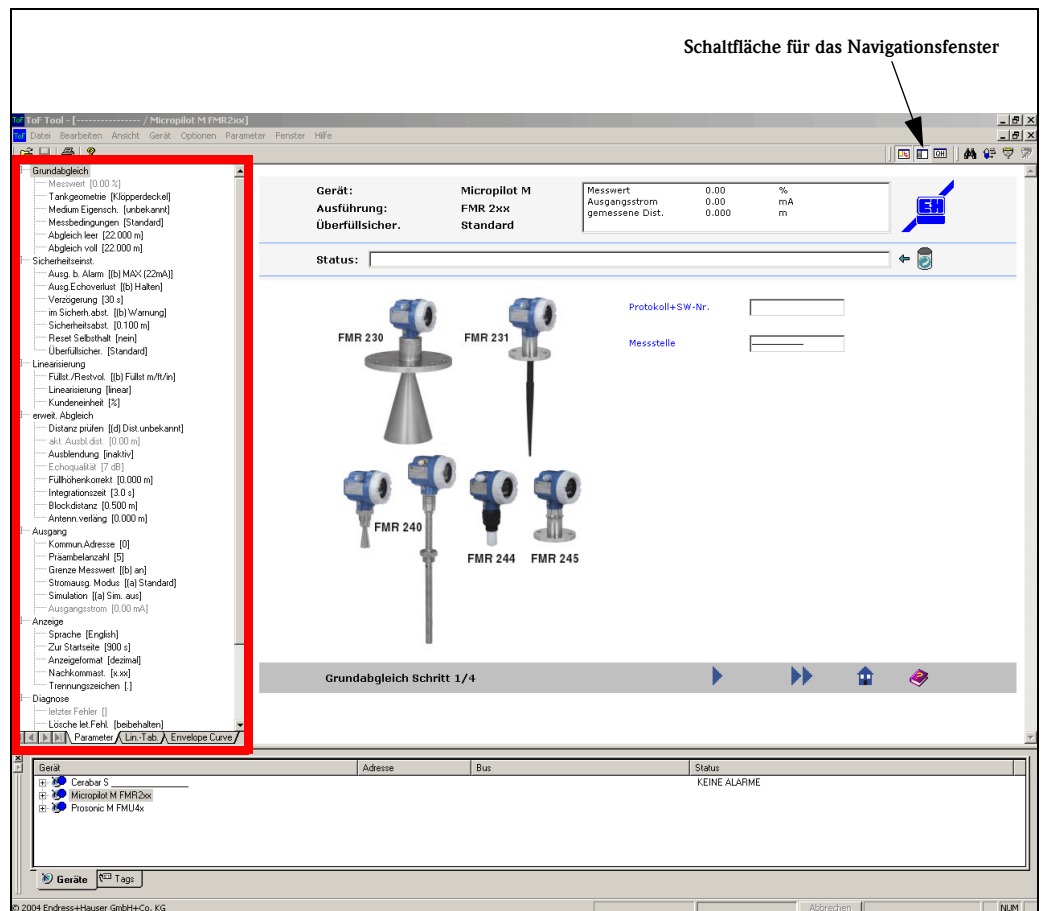 Schaltfläche für das Navigationsfenster
ToF Tool - [--------------- / Micropilot M FMR2xx]
Datei Bearbeiten Ansicht Gerät Optionen Parameter Fenster Hilfe
Grundabgleich
Messwert [0.00 %]
Tankgeometrie [Klöpperdeckel]
Medium Eigensch. [unbekannt]
Messbedingungen [Standard]
Abgleich leer [22.000 m]
Abgleich voll [22.000 m]
Sicherheitseinst.
Ausg. b. Alarm [(b) MAX (22mA)]
Ausg.Echoverlust [(b) Halten]
Verzögerung [30 s]
im Sicherh.abst. [(b) Warnung]
Sicherheitsabst. [0.100 m]
Reset Selbsthalt [nein]
Überfüllsicher. [Standard]
Linearisierung
Füllst./Restvol. [(b) Füllst m/ft/in]
Linearisierung [linear]
Kundeneinheit [%]
erweit. Abgleich
Distanz prüfen [(d) Dist.unbekannt]
akt. Ausbl.dist. [0.00 m]
Ausblendung [inaktiv]
Echoqualität [7 dB]
Füllhöhenkorrekt [0.000 m]
Integrationszeit [3.0 s]
Blockdistanz [0.500 m]
Antenn.verläng [0.000 m]
Ausgang
Kommun.Adresse [0]
Präambelanzahl [5]
Grenze Messwert [(b) an]
Stromausg. Modus [(a) Standard]
Simulation [(a) Sim. aus]
Ausgangsstrom [0.00 mA]
Anzeige
Sprache [English]
Zur Startseite [900 s]
Anzeigeformat [dezimal]
Nachkommast. [x.xx]
Trennungszeichen [.]
Diagnose
letzter Fehler []
Lösche let.Fehl. [beibehalten]
Parameter Lin.-Tab. Envelope Curve
Gerät: Micropilot M
Ausführung: FMR 2xx
Überfüllsicher. Standard
Messwert 0.00 %
Ausgangsstrom 0.00 mA
gemessene Dist. 0.000 m
EH
Status:
Protokoll+SW-Nr.
Messstelle
FMR 230
FMR 231
FMR 240
FMR 244
FMR 245
Grundabgleich Schritt 1/4
Gerät Adresse Bus Status
Cerabar S KEINE ALARME
Micropilot M FMR2xx
Prosonic M FMU4x
Geräte Tags
© 2004 Endress+Hauser GmbH+Co. KG Abbrechen NUM